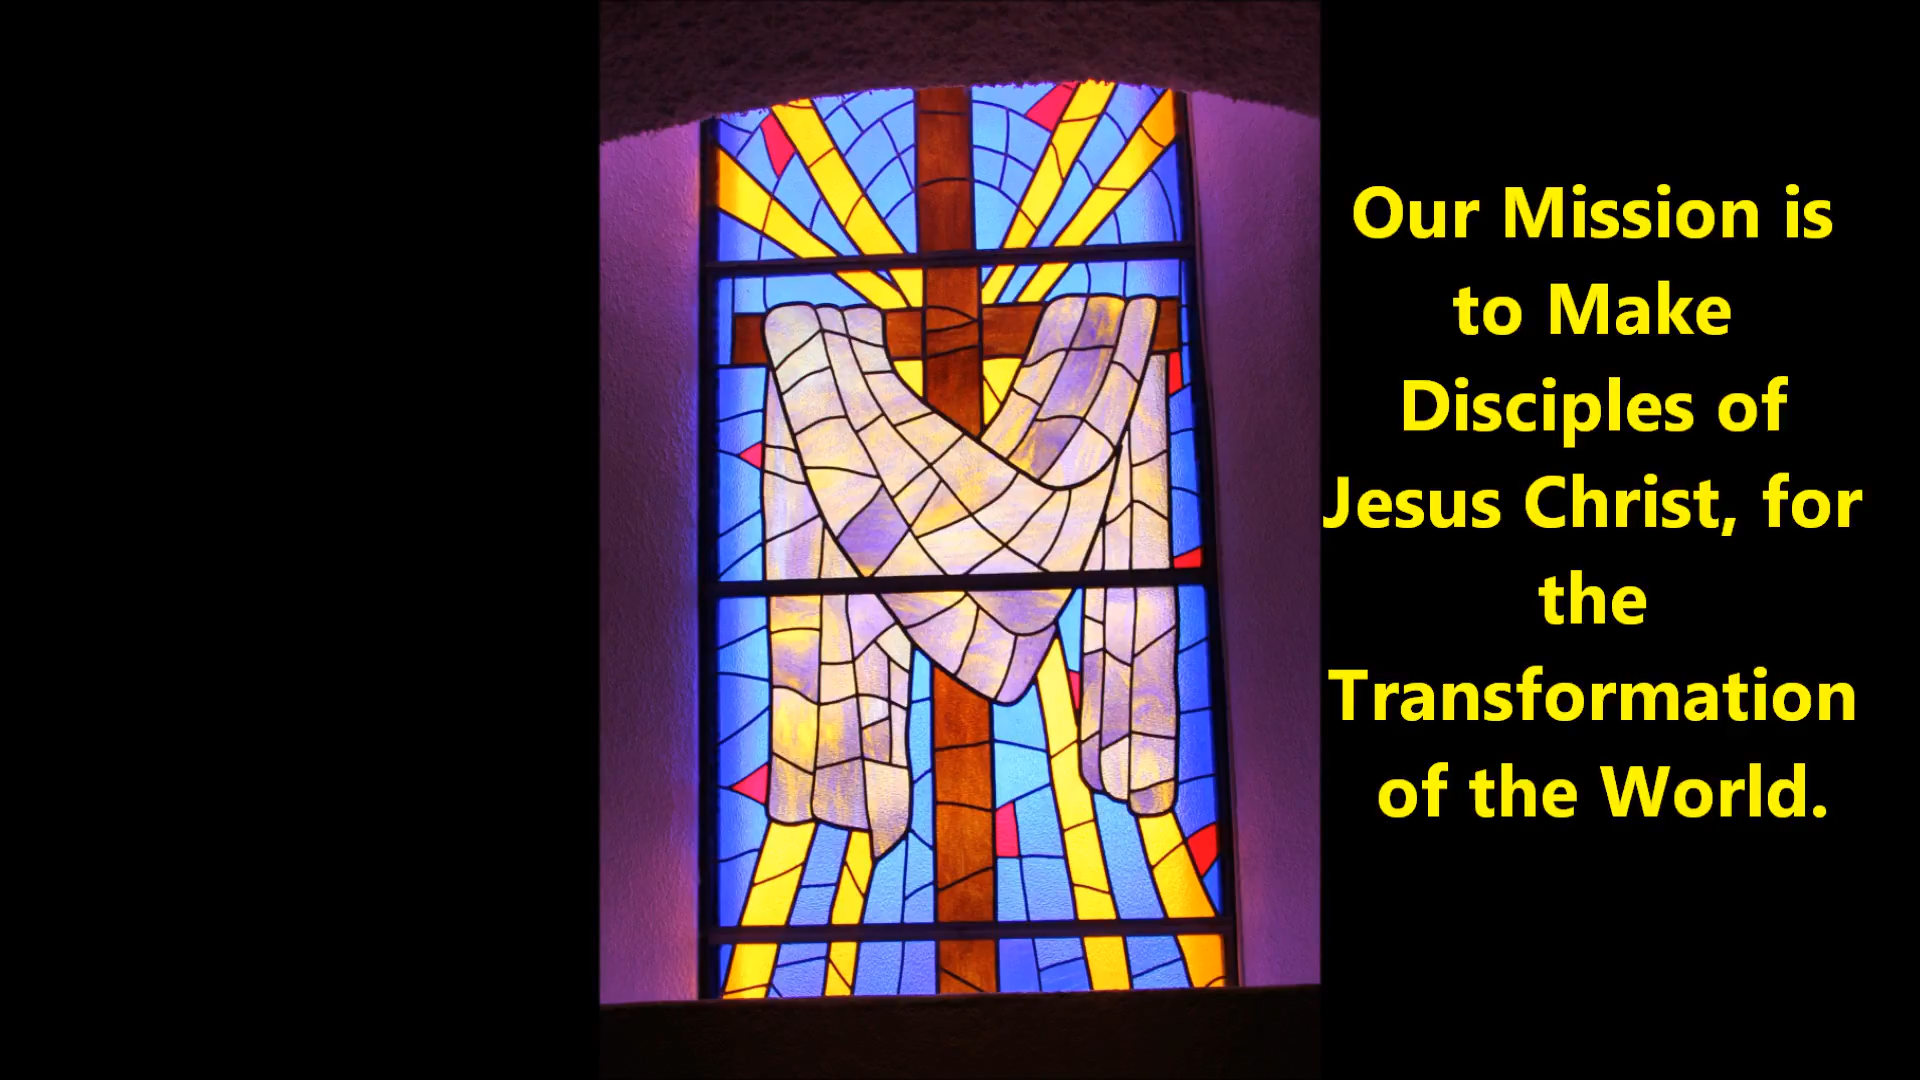 Our Mission is
to Make
Disciples of
Jesus Christ, for
the
Transformation
of the World.